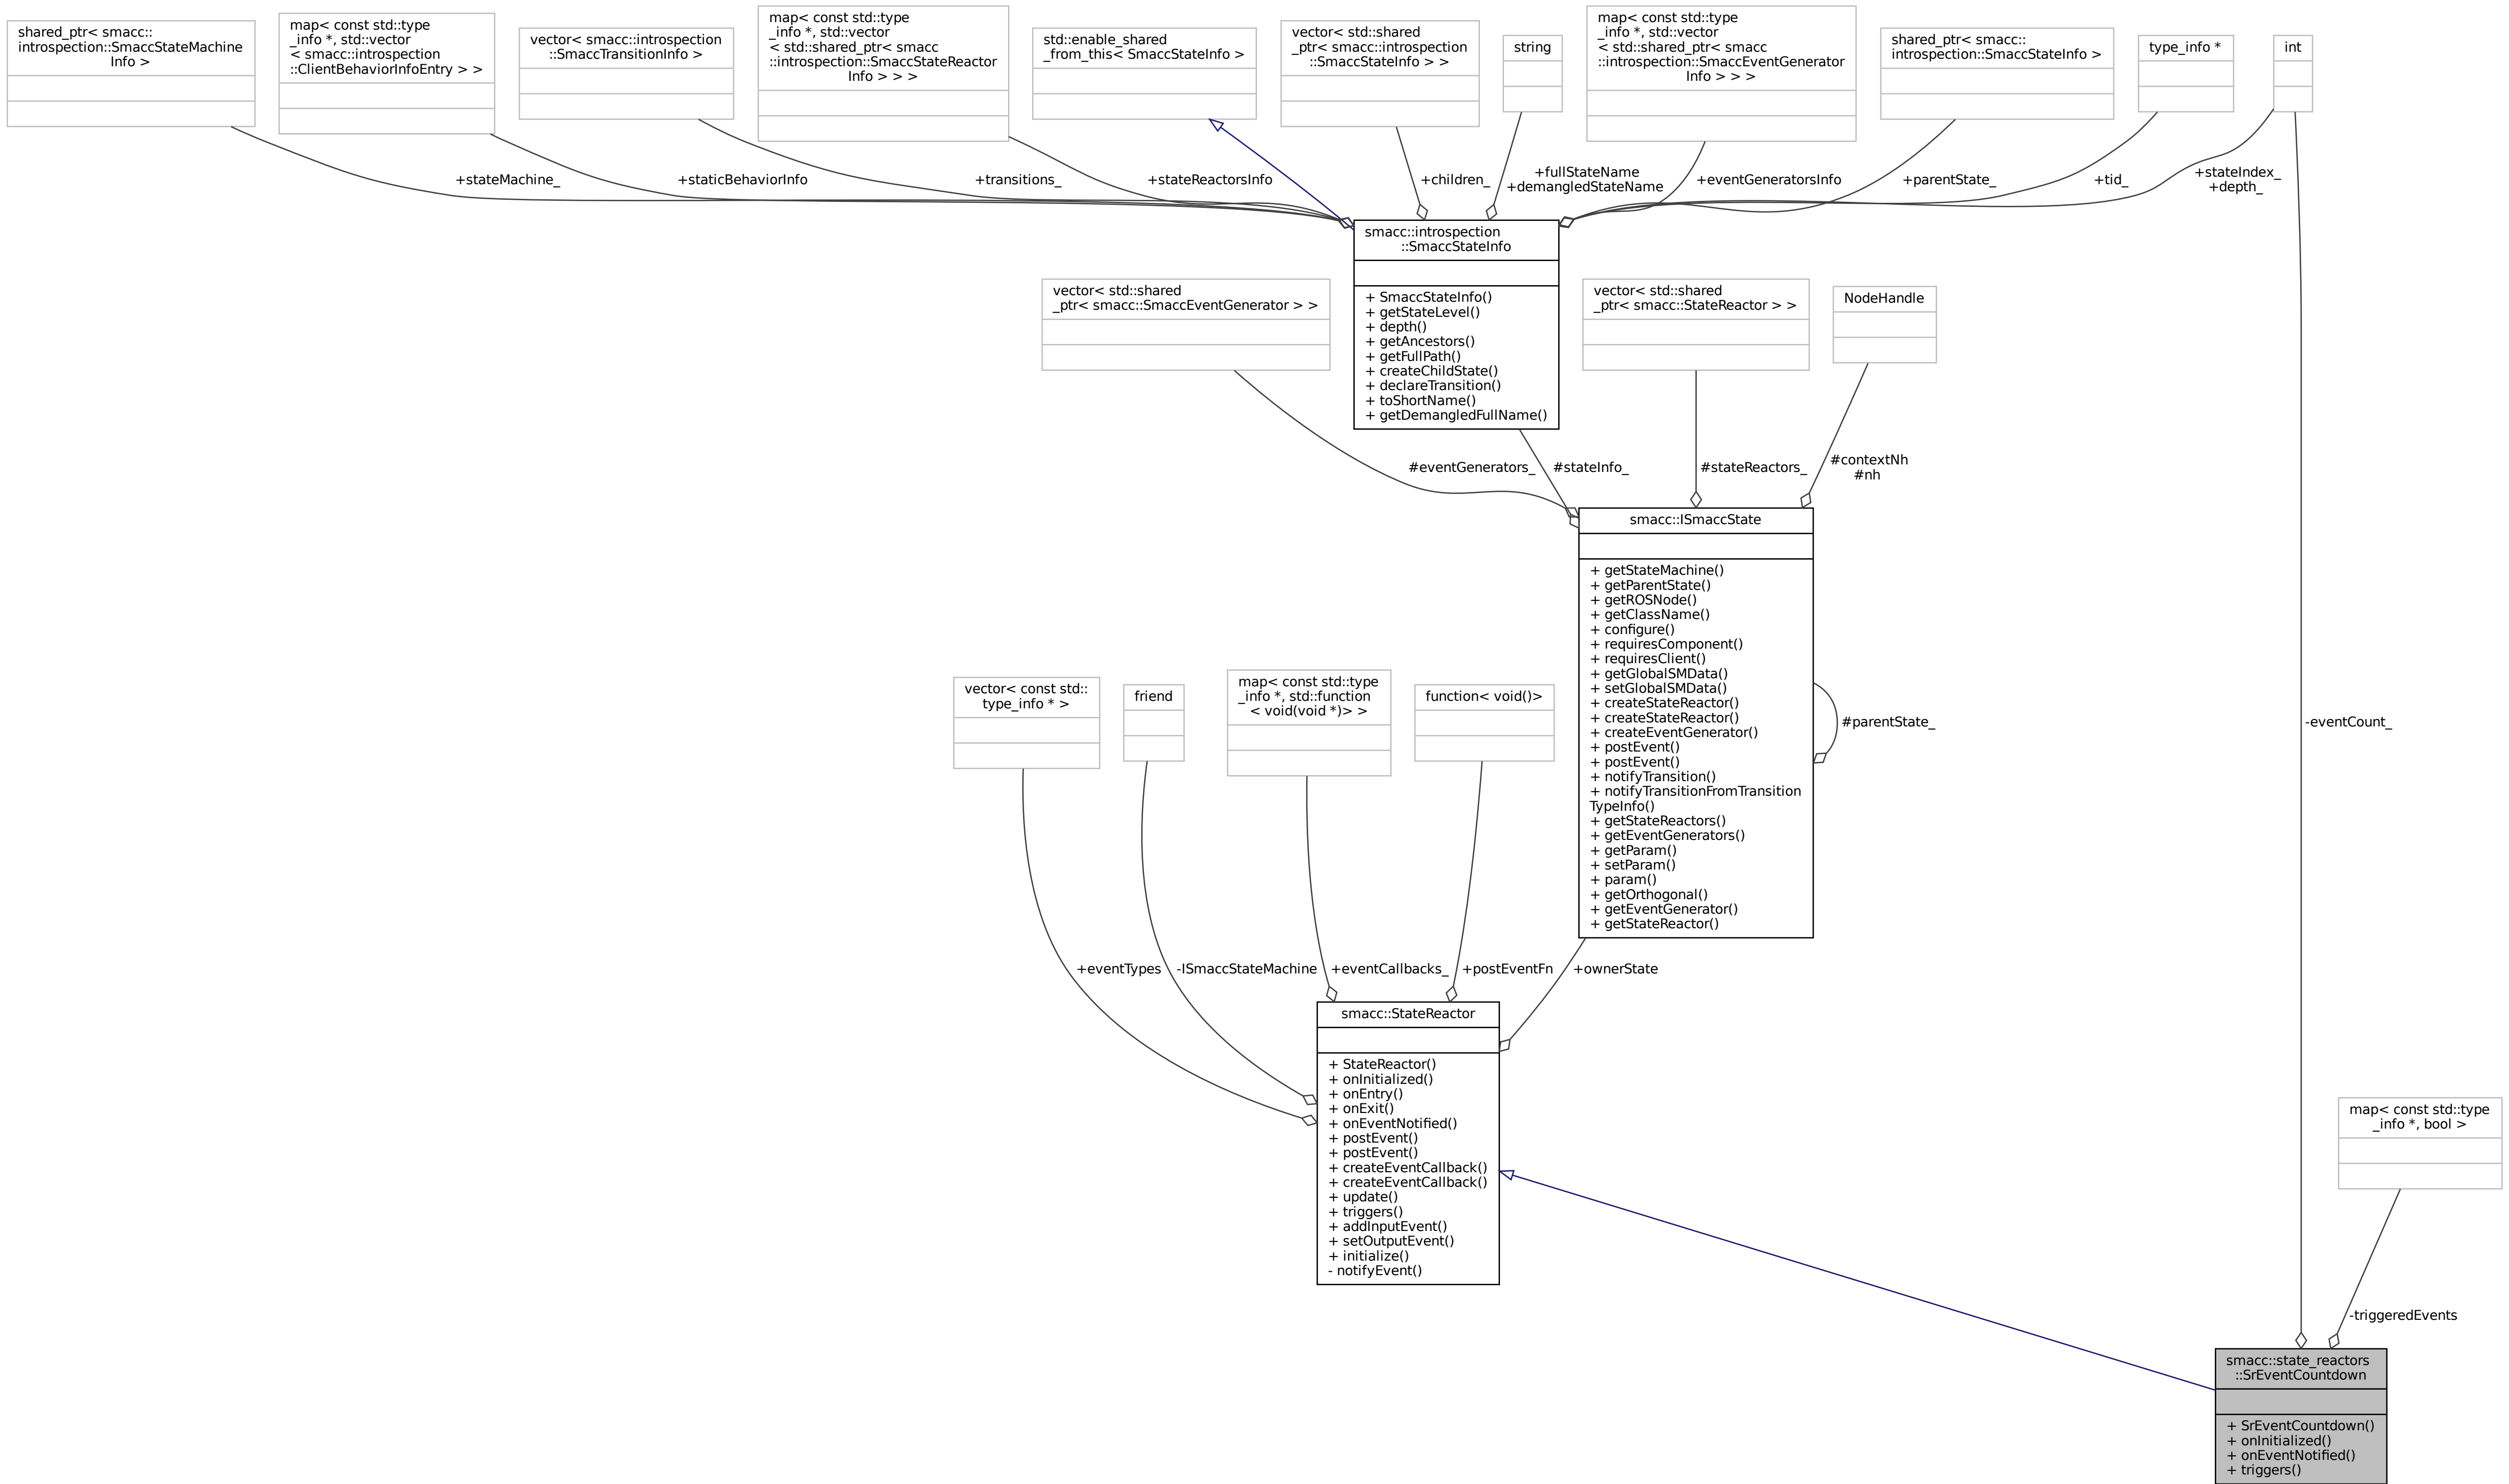 shared_ptr< smacc::
introspection::SmaccStateMachine
Info >
map< const std::type
_info *, std::vector
< smacc::introspection
::ClientBehaviorInfoEntry > >
vector< smacc::introspection
::SmaccTransitionInfo >
map< const std::type
_info *, std::vector
< std::shared_ptr< smacc
::introspection::SmaccStateReactor
Info > > >
std::enable_shared
_from_this< SmaccStateInfo >
vector< std::shared
_ptr< smacc::introspection
::SmaccStateInfo > >
string
map< const std::type
_info *, std::vector
< std::shared_ptr< smacc
::introspection::SmaccEventGenerator
Info > > >
shared_ptr< smacc::
introspection::SmaccStateInfo >
type_info *
int
+stateMachine_
+staticBehaviorInfo
+transitions_
+stateReactorsInfo
+children_
+fullStateName
+demangledStateName
+eventGeneratorsInfo
+parentState_
+tid_
+stateIndex_
+depth_
smacc::introspection
::SmaccStateInfo
+ SmaccStateInfo()
+ getStateLevel()
+ depth()
+ getAncestors()
+ getFullPath()
+ createChildState()
+ declareTransition()
+ toShortName()
+ getDemangledFullName()
vector< std::shared
_ptr< smacc::SmaccEventGenerator > >
vector< std::shared
_ptr< smacc::StateReactor > >
NodeHandle
#eventGenerators_
#stateInfo_
#stateReactors_
#contextNh
#nh
smacc::ISmaccState
+ getStateMachine()
+ getParentState()
+ getROSNode()
+ getClassName()
+ configure()
+ requiresComponent()
+ requiresClient()
+ getGlobalSMData()
+ setGlobalSMData()
+ createStateReactor()
+ createStateReactor()
+ createEventGenerator()
+ postEvent()
+ postEvent()
+ notifyTransition()
+ notifyTransitionFromTransition
TypeInfo()
+ getStateReactors()
+ getEventGenerators()
+ getParam()
+ setParam()
+ param()
+ getOrthogonal()
+ getEventGenerator()
+ getStateReactor()
#parentState_
-eventCount_
vector< const std::
type_info * >
friend
map< const std::type
_info *, std::function
< void(void *)> >
function< void()>
+eventTypes
-ISmaccStateMachine
+eventCallbacks_
+postEventFn
+ownerState
smacc::StateReactor
+ StateReactor()
+ onInitialized()
+ onEntry()
+ onExit()
+ onEventNotified()
+ postEvent()
+ postEvent()
+ createEventCallback()
+ createEventCallback()
+ update()
+ triggers()
+ addInputEvent()
+ setOutputEvent()
+ initialize()
- notifyEvent()
map< const std::type
_info *, bool >
-triggeredEvents
smacc::state_reactors
::SrEventCountdown
+ SrEventCountdown()
+ onInitialized()
+ onEventNotified()
+ triggers()